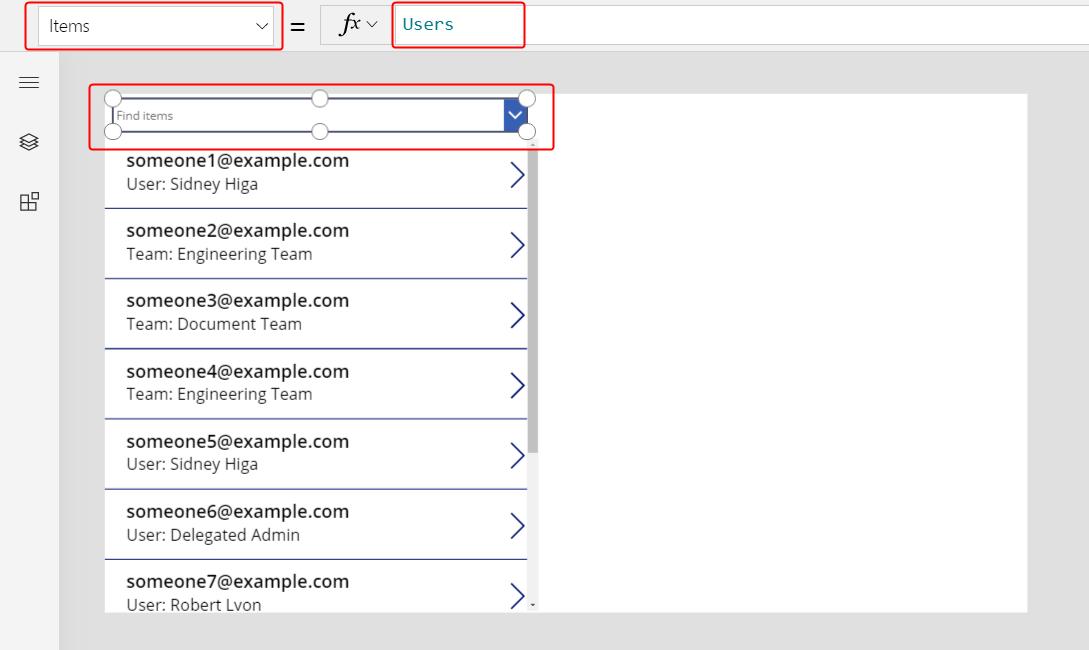 Items
=
fx
Users
Find items
someone1@example.com
User: Sidney Higa
someone2@example.com
Team: Engineering Team
someone3@example.com
Team: Document Team
someone4@example.com
Team: Engineering Team
someone5@example.com
User: Sidney Higa
someone6@example.com
User: Delegated Admin
someone7@example.com
User: Robert Lyon